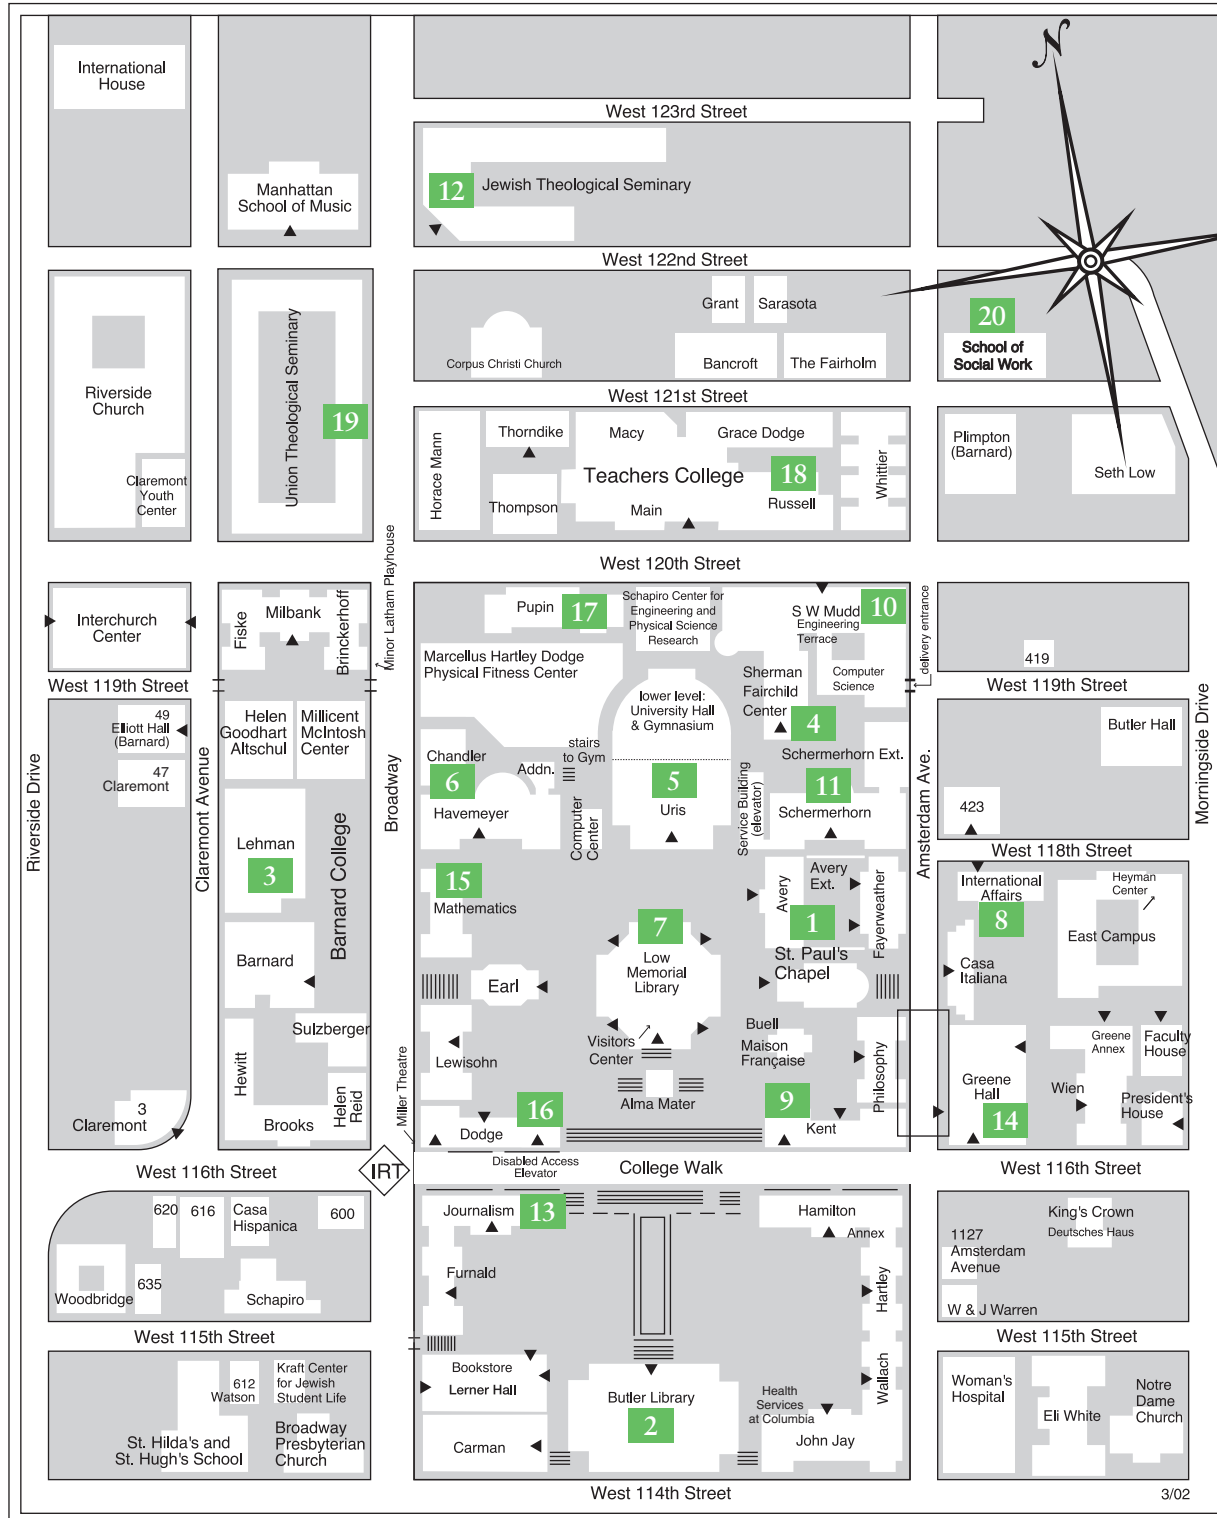 N
International
House
West 123rd Street
Manhattan
School of Music
12
Jewish Theological Seminary
West 122nd Street
Riverside
Church
Claremont
Youth
Center
Union Theological Seminary
19
Corpus Christi Church
Grant
Sarasota
Bancroft
The Fairholm
20
School of
Social Work
West 121st Street
Horace Mann
Thorndike
Thompson
Macy
Grace Dodge
Teachers College
18
Main
Russell
Whittier
Plimpton
(Barnard)
Seth Low
West 120th Street
Interchurch
Center
West 119th Street
Fiske
Milbank
Brinckerhoff
Minor Latham Playhouse
Pupin
17
Schapiro Center for
Engineering and
Physical Science
Research
S W Mudd
Engineering
Terrace
10
delivery entrance
Computer
Science
419
West 119th Street
Marcellus Hartley Dodge
Physical Fitness Center
lower level:
University Hall
& Gymnasium
Sherman
Fairchild
Center
4
Schermerhorn Ext.
Butler Hall
Morningside Drive
Riverside Drive
49
Elliott Hall
(Barnard)
47
Claremont
Claremont Avenue
Helen
Goodhart
Altschul
Millicent
McIntosh
Center
Broadway
Chandler
6
Havemeyer
stairs
to Gym
Addn.
Computer
Center
5
Uris
Service Building
(elevator)
11
Schermerhorn
Amsterdam Ave.
423
West 118th Street
Lehman
3
Barnard College
15
Mathematics
Avery
Avery
Ext.
1
Fayerweather
International
Affairs
8
Heyman
Center
East Campus
Casa
Italiana
Barnard
Earl
7
Low
Memorial
Library
St. Paul's
Chapel
Sulzberger
Hewitt
Helen
Reid
Brooks
Lewisohn
Miller Theatre
Visitors
Center
Buell
Maison
Française
Philosophy
Greene
Annex
Faculty
House
Greene
Hall
14
Wien
President's
House
3
Claremont
Alma Mater
Dodge
16
9
Kent
Disabled Access
Elevator
West 116th Street
IRT
College Walk
West 116th Street
620
616
Casa
Hispanica
600
Woodbridge
635
Schapiro
Journalism
13
Hamilton
Annex
Furnald
Hartley
1127
Amsterdam
Avenue
King's Crown
Deutsches Haus
W & J Warren
West 115th Street
West 115th Street
612
Watson
Kraft Center
for Jewish
Student Life
St. Hilda's and
St. Hugh's School
Broadway
Presbyterian
Church
Bookstore
Lerner Hall
Carman
Butler Library
2
Health
Services
at Columbia
John Jay
Wallach
Woman's
Hospital
Eli White
Notre
Dame
Church
West 114th Street
3/02